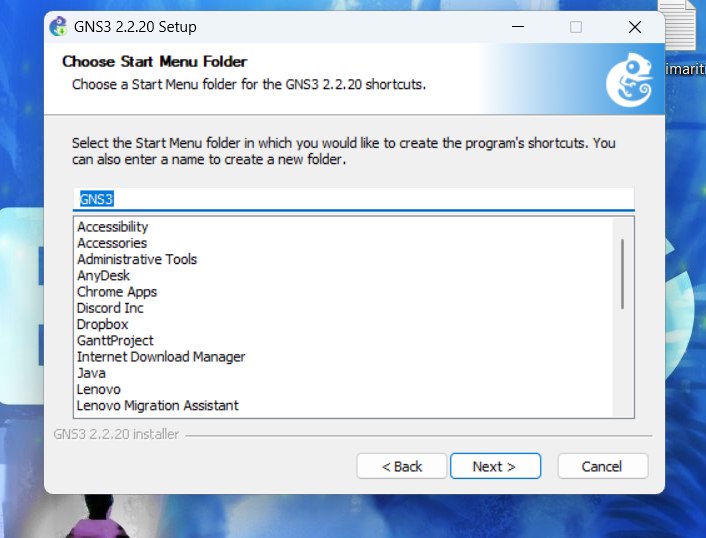 GNS3 2.2.20 Setup
Choose Start Menu Folder
Choose a Start Menu folder for the GNS3 2.2.20 shortcuts.
Select the Start Menu folder in which you would like to create the program's shortcuts. You
can also enter a name to create a new folder.
GNS3
Accessibility
Accessories
Administrative Tools
AnyDesk
Chrome Apps
Discord Inc
Dropbox
GanttProject
Internet Download Manager
Java
Lenovo
Lenovo Migration Assistant
GNS3 2.2.20 installer
< Back
Next >
Cancel